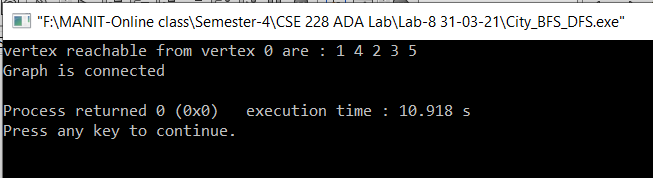 "F:\MANIT-Online class\Semester-4\CSE 228 ADA Lab\Lab-8 31-03-21\City_BFS_DFS.exe"
vertex reachable from vertex 0 are : 1 4 2 3 5
Graph is connected
Process returned 0 (0x0)   execution time : 10.918 s
Press any key to continue.